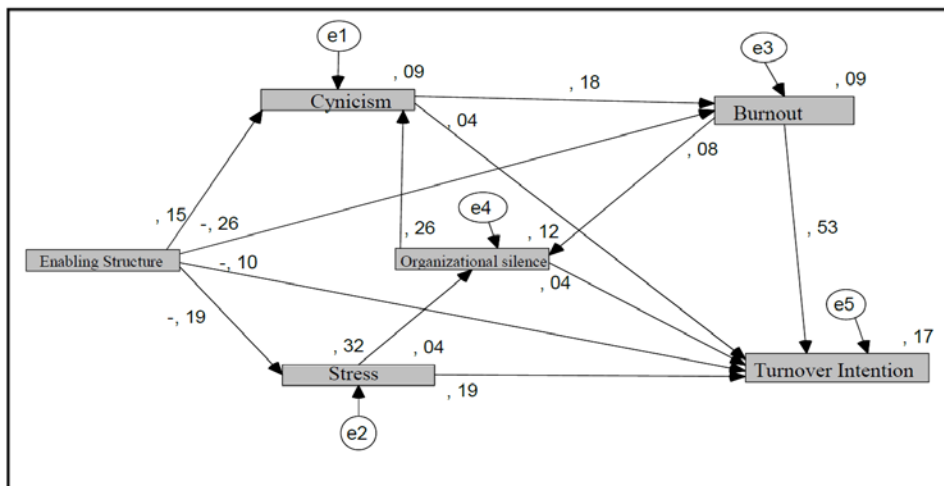 e1
e3
, 09
, 09
Cynicism
, 18
Burnout
, 04
, 08
e4
, 15
-, 26
, 26
, 12
, 53
Enabling Structure
-, 10
Organizational silence
, 04
-, 19
e5
, 32
, 04
, 17
Stress
Turnover Intention
, 19
e2